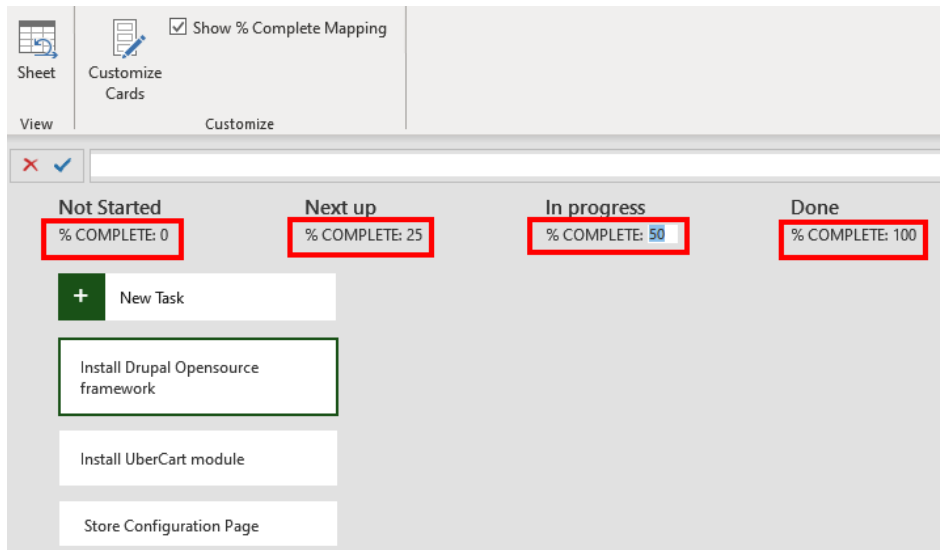 Show % Complete Mapping
Sheet
Customize
Cards
View
Customize
Not Started
Next up
In progress
Done
% COMPLETE: 0
% COMPLETE: 25
% COMPLETE: 50
% COMPLETE: 100
+ New Task
Install Drupal Opensource
framework
Install UberCart module
Store Configuration Page